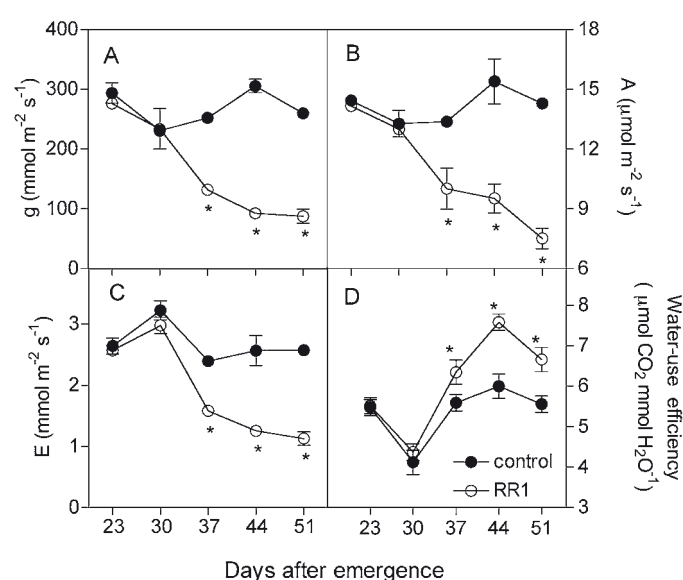 400
300
200
100
0
g (mmol m⁻² s⁻¹)
A
*
*
*
B
*
*
*
18
15
12
9
6
A (μmol m⁻² s⁻¹)
3
2
1
0
E (mmol m⁻² s⁻¹)
C
*
*
*
D
*
*
*
control
RR1
8
7
6
5
4
3
Water-use efficiency
( μmol CO₂ mmol H₂O⁻¹)
23 30 37 44 51 23 30 37 44 51
Days after emergence